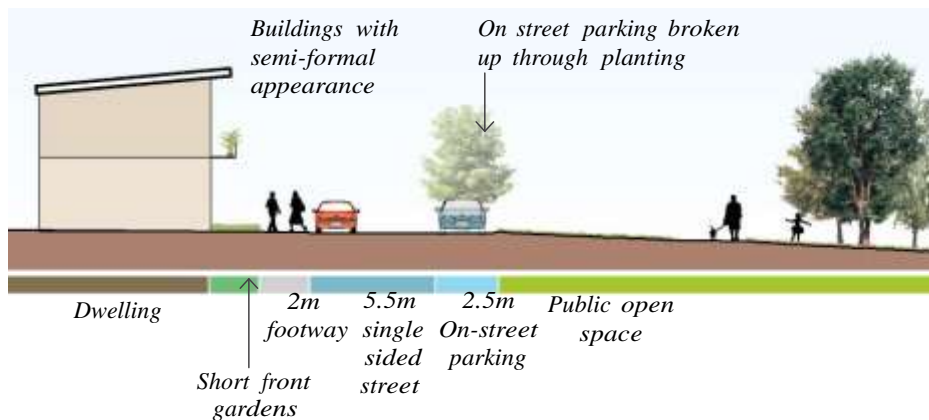 Buildings with
semi-formal
appearance
On street parking broken
up through planting
Dwelling
Short front
gardens
2m
footway
5.5m
single
sided
street
2.5m
On-street
parking
Public open
space